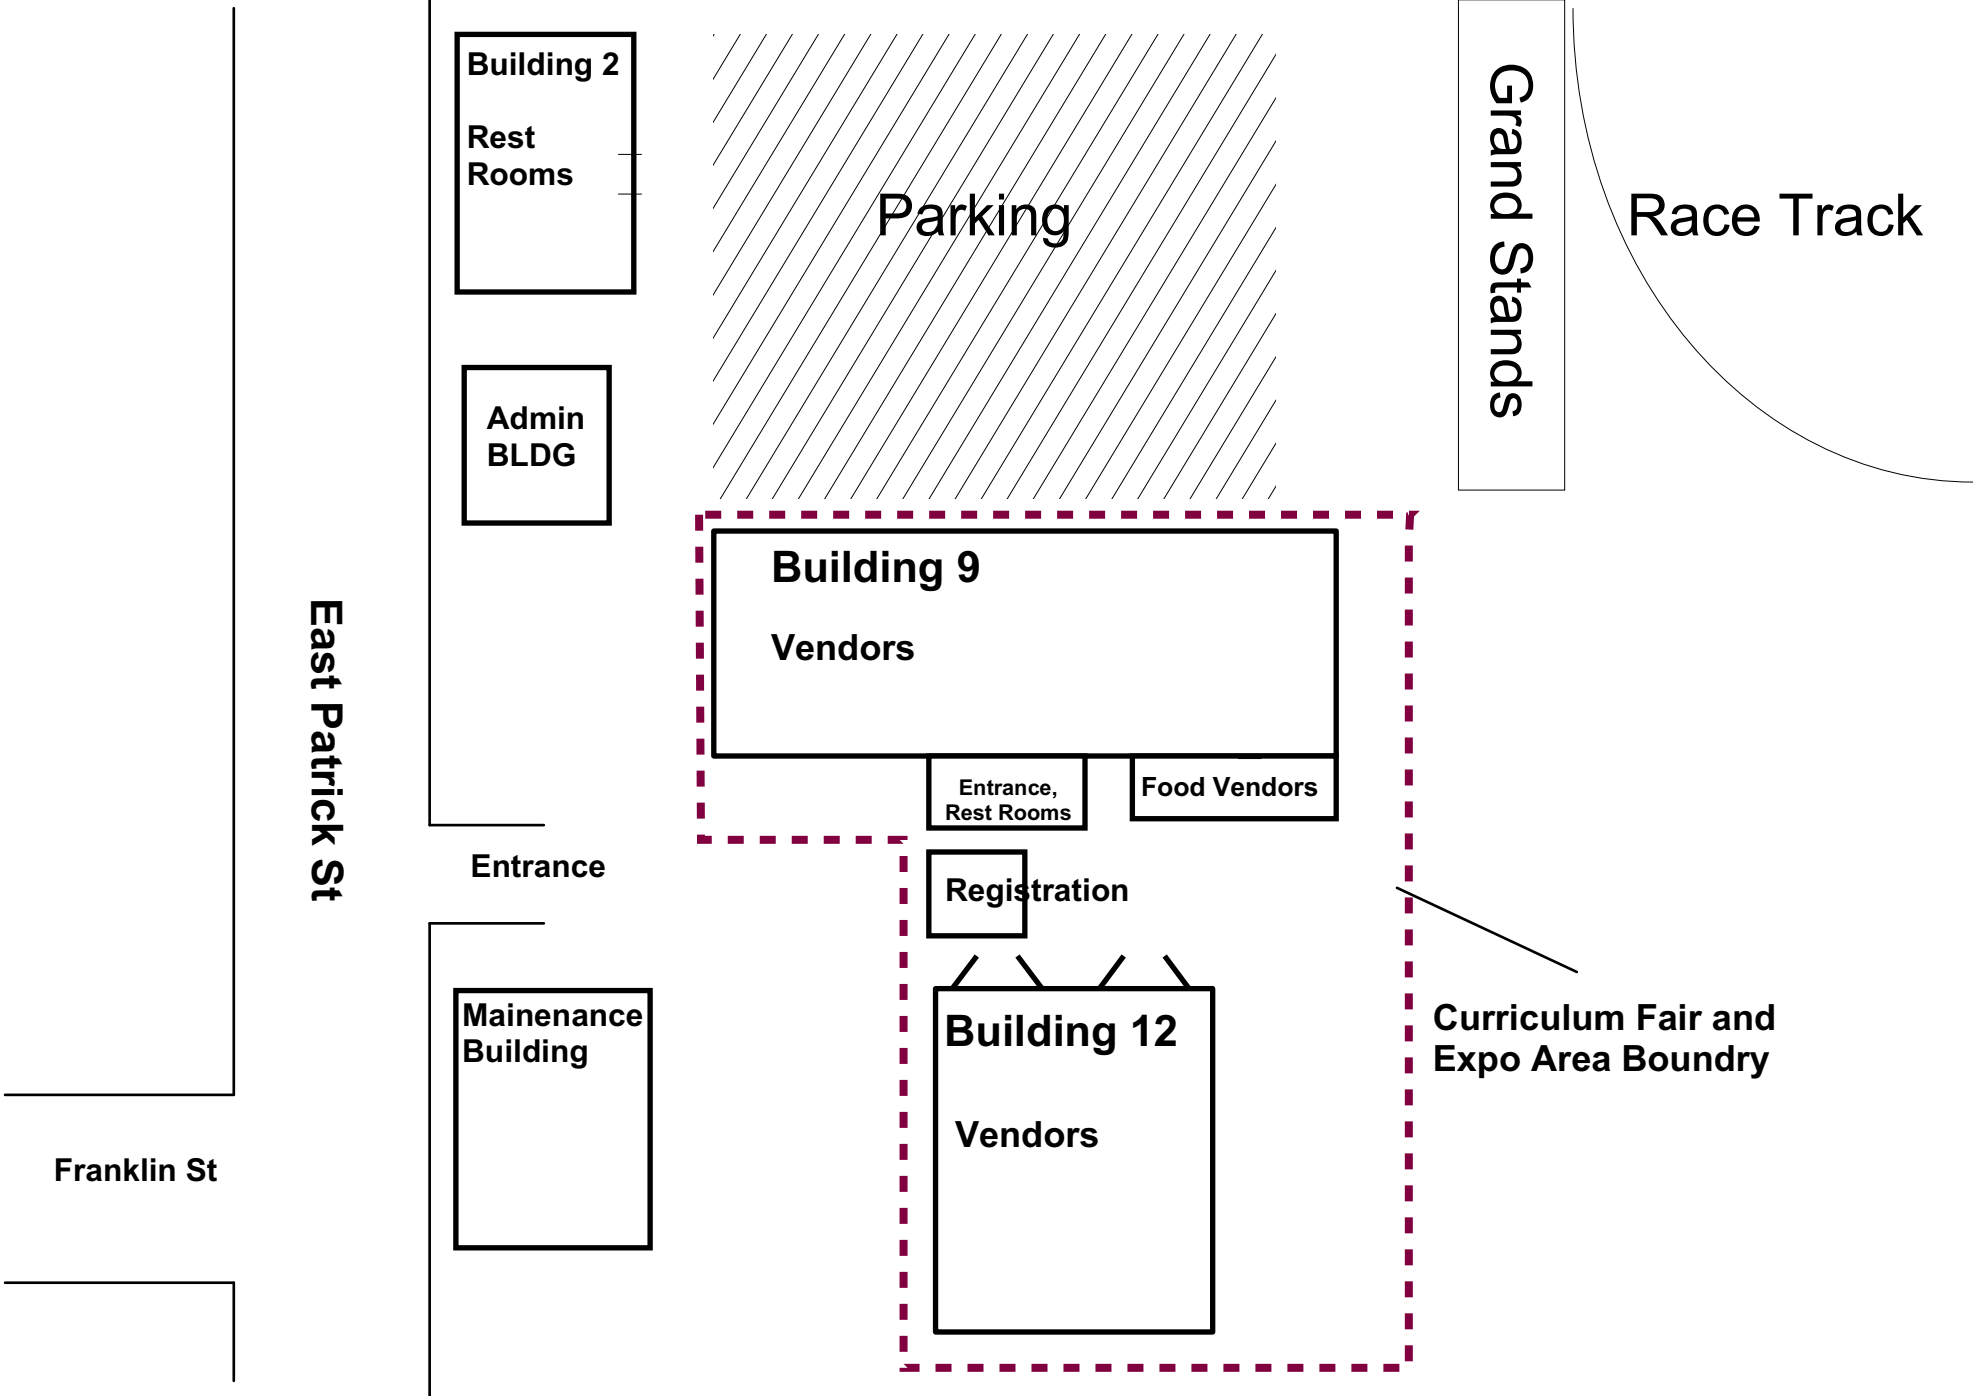 Building 2
Rest
Rooms
Parking
Grand Stands
Race Track
Admin
BLDG
Building 9
Vendors
East Patrick St
Entrance,
Rest Rooms
Food Vendors
Entrance
Registration
Mainenance
Building
Building 12
Vendors
Curriculum Fair and
Expo Area Boundry
Franklin St